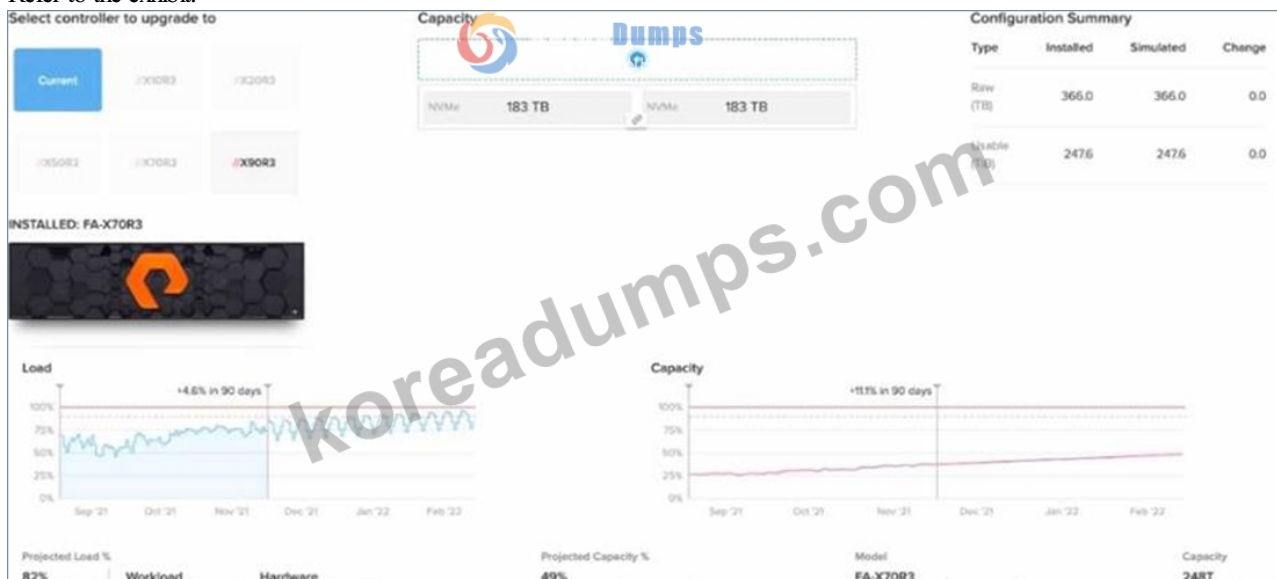 Refer to the exhibit.
Select controller to upgrade to
Current
//X10R3
//X20R3
//X50R3
//X70R3
//X90R3
INSTALLED: FA-X70R3
Capacity
Dumps
NVMe 183 TB
NVMe 183 TB
Configuration Summary
Type Installed Simulated Change
Raw (TB) 366.0 366.0 0.0
Usable 247.6 247.6 0.0
koreadumps.com
Load
+4.6% in 90 days
100%
75%
50%
25%
0%
Sep '21 Oct '21 Nov '21 Dec '21 Jan '22 Feb '22
Capacity
+11.1% in 90 days
100%
75%
50%
25%
0%
Sep '21 Oct '21 Nov '21 Dec '21 Jan '22 Feb '22
Projected Load %
82%
Workload
Hardware
Projected Capacity %
49%
Model
FA-X70R3
Capacity
248T